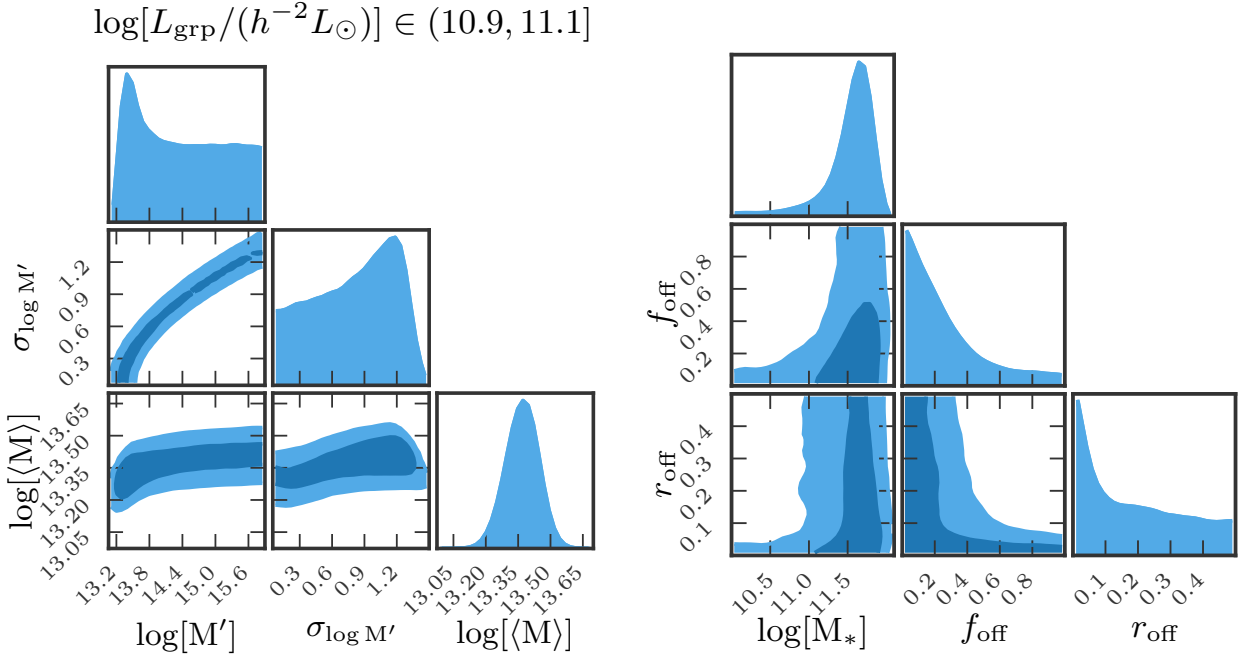 log[L_grp/(h^{-2}L_⊙)] ∈ (10.9, 11.1]
σ_{log M′}
0.3 0.6 0.9 1.2
log[⟨M⟩]
13.05 13.20 13.35 13.50 13.65
13.2 13.8 14.4 15.0 15.6
log[M′]
0.3 0.6 0.9 1.2
σ_{log M′}
13.05 13.20 13.35 13.50 13.65
log[⟨M⟩]
f_off
0.2 0.4 0.6 0.8
r_off
0.1 0.2 0.3 0.4
10.5 11.0 11.5
log[M_*]
0.2 0.4 0.6 0.8
f_off
0.1 0.2 0.3 0.4
r_off